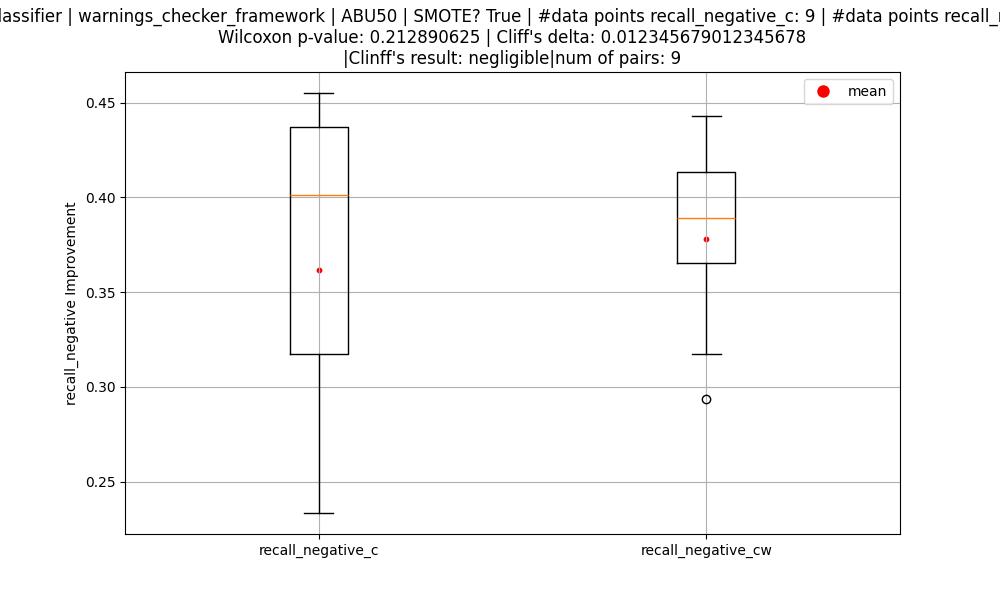 | warnings_checker_framework | ABU50 | SMOTE? True | #data points recall_negative_c: 9 | #data points
Wilcoxon p-value: 0.212890625 | Cliff's delta: 0.012345679012345678
|Clinff's result: negligible|num of pairs: 9
mean
0.45
0.40
0.35
0.30
0.25
recall_negative Improvement
recall_negative_c
recall_negative_cw